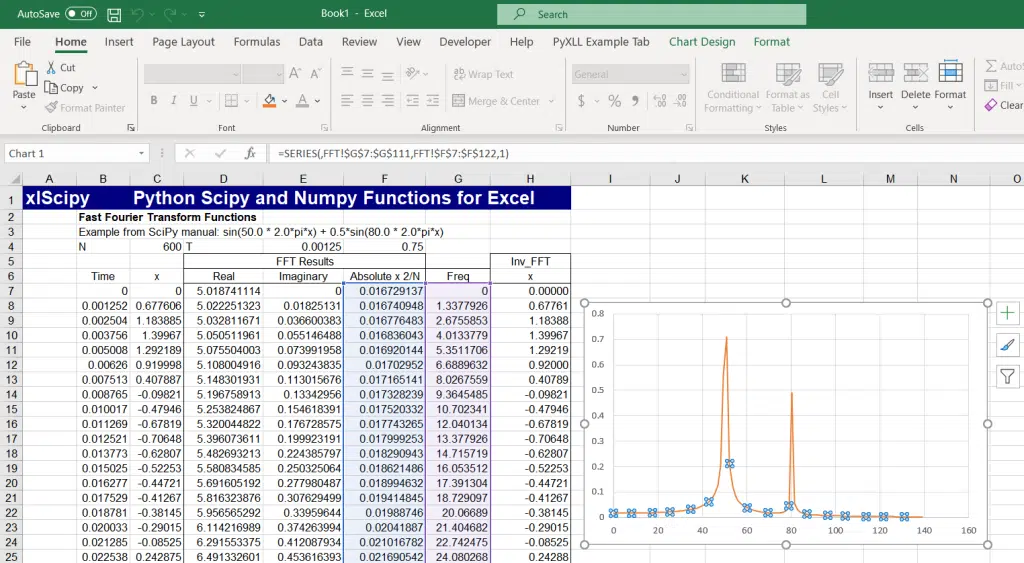 AutoSave Off Book1 - Excel Search
File Home Insert Page Layout Formulas Data Review View Developer Help PyXLL Example Tab Chart Design Format
Paste Cut Copy Format Painter
B I U A A A
Wrap Text
Merge & Center
General
$ % 9
Conditional Formatting Format as Table Cell Styles
Insert Delete Format
Auto
Fill
Clear
Clipboard Font Alignment Number Styles Cells
Chart 1 fx =SERIES(,FFT!$G$7:$G$111,FFT!$F$7:$F$122,1)
A B C D E F G H I J K L M N O
1 xlScipy Python Scipy and Numpy Functions for Excel
2 Fast Fourier Transform Functions
3 Example from SciPy manual: sin(50.0 * 2.0*pi*x) + 0.5*sin(80.0 * 2.0*pi*x)
4 N 600 T 0.00125 0.75
5 FFT Results Inv_FFT
6 Time x Real Imaginary Absolute x 2/N Freq x
7 0 0 5.018741114 0 0.016729137 0 0.00000
8 0.001252 0.677606 5.022251323 0.01825131 0.016740948 1.3377926 0.67761
9 0.002504 1.183885 5.032811671 0.036600383 0.016776483 2.6755853 1.18388
10 0.003756 1.39967 5.050511961 0.055146488 0.016836043 4.0133779 1.39967
11 0.005008 1.292189 5.075504003 0.073991958 0.016920144 5.3511706 1.29219
12 0.00626 0.919998 5.108004916 0.093243835 0.01702952 6.6889632 0.92000
13 0.007513 0.407887 5.148301931 0.113015676 0.017165141 8.0267559 0.40789
14 0.008765 -0.09821 5.196758913 0.13342956 0.017328239 9.3645485 -0.09821
15 0.010017 -0.47946 5.253824867 0.154618391 0.017520332 10.702341 -0.47946
16 0.011269 -0.67819 5.320044822 0.176728575 0.017743265 12.040134 -0.67819
17 0.012521 -0.70648 5.396073611 0.199923191 0.017999253 13.377926 -0.70648
18 0.013773 -0.62807 5.482693213 0.224385797 0.018290943 14.715719 -0.62807
19 0.015025 -0.52253 5.580834585 0.250325064 0.018621486 16.053512 -0.52253
20 0.016277 -0.44721 5.691605192 0.277980487 0.018994632 17.391304 -0.44721
21 0.017529 -0.41267 5.816323876 0.307629499 0.019414845 18.729097 -0.41267
22 0.018781 -0.38145 5.956565292 0.33959644 0.01988746 20.06689 -0.38145
23 0.020033 -0.29015 6.114216989 0.374263994 0.02041887 21.404682 -0.29015
24 0.021285 -0.08525 6.291553375 0.412087934 0.021016782 22.742475 -0.08525
25 0.022538 0.242875 6.491332601 0.453616393 0.021690542 24.080268 0.24288
0.8
0.7
0.6
0.5
0.4
0.3
0.2
0.1
0
0 20 40 60 80 100 120 140 160